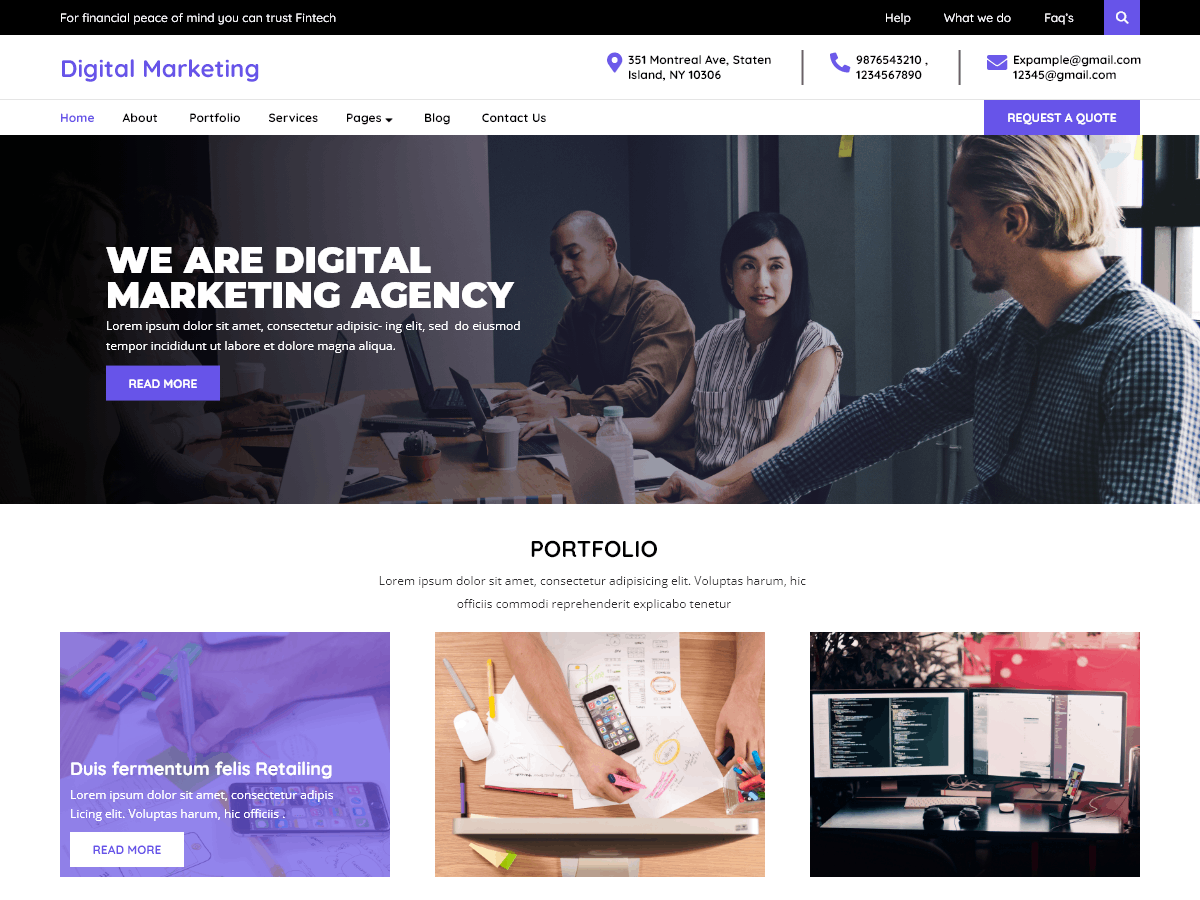 For financial peace of mind you can trust Fintech
Help
What we do
Faq's
Digital Marketing
351 Montreal Ave, Staten
Island, NY 10306
9876543210 ,
1234567890
Expample@gmail.com
12345@gmail.com
Home
About
Portfolio
Services
Pages
Blog
Contact Us
REQUEST A QUOTE
WE ARE DIGITAL
MARKETING AGENCY
Lorem ipsum dolor sit amet, consectetur adipisic- ing elit, sed do eiusmod
tempor incididunt ut labore et dolore magna aliqua.
READ MORE
PORTFOLIO
Lorem ipsum dolor sit amet, consectetur adipisicing elit. Voluptas harum, hic
officiis commodi reprehenderit explicabo tenetur
Duis fermentum felis Retailing
Lorem ipsum dolor sit amet, consectetur adipis
Licing elit. Voluptas harum, hic officiis .
READ MORE